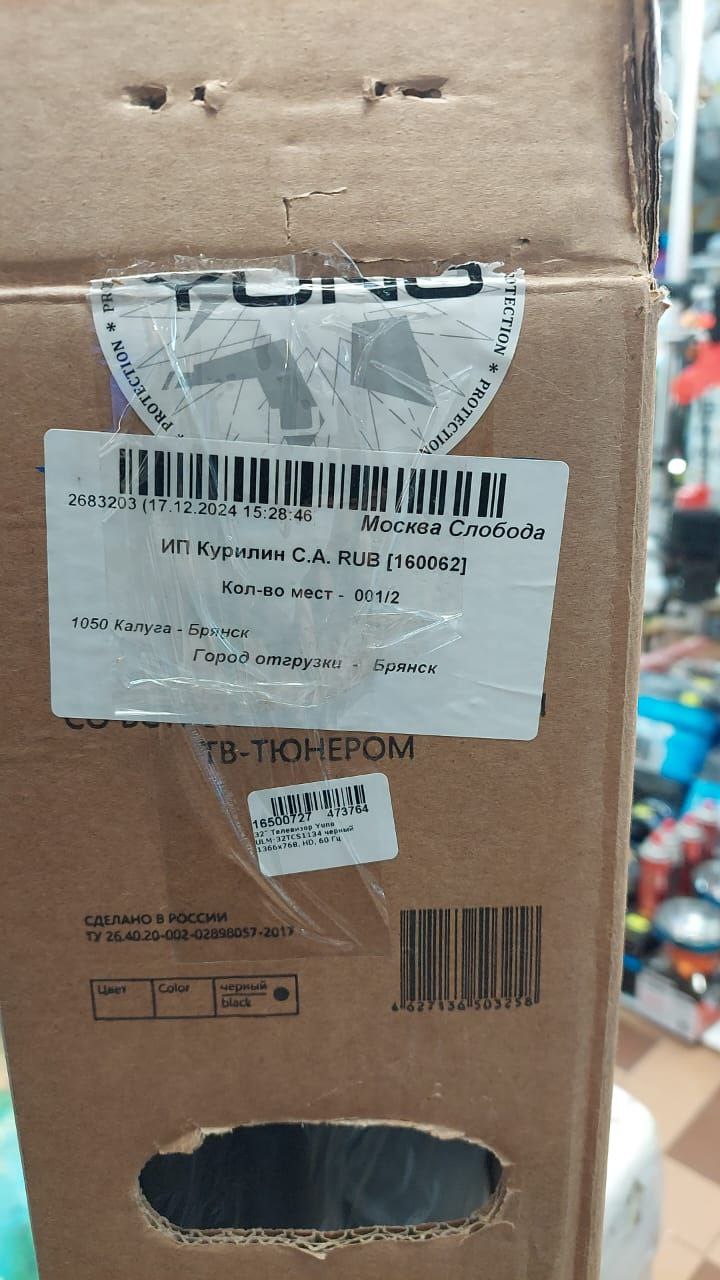 YUNO
PROTECTION * PROTECTION *
2683203 (17.12.2024 15:28:46
Москва Слобода
ИП Курилин С.А. RUB [160062]
Кол-во мест - 001/2
1050 Калуга - Брянск
Город отгрузки - Брянск
ТВ-ТЮНЕРОМ
16500727 473764
32" Телевизор Yuno
ULM-32TCS1134 черный
1366x768, HD, 60 Гц
СДЕЛАНО В РОССИИ
ТУ 26.40.20-002-02898057-2017
Цвет Color черный
black
4627136503258